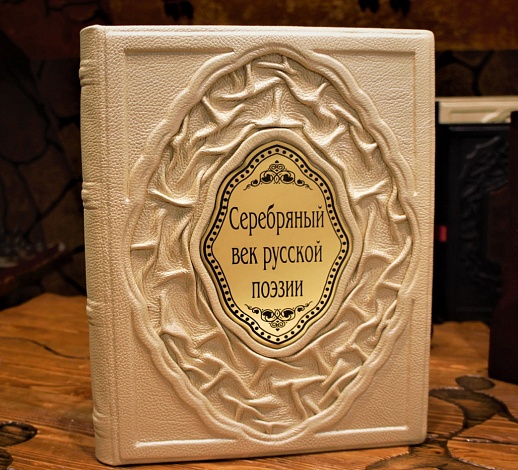 Серебряный
век русской
поэзии